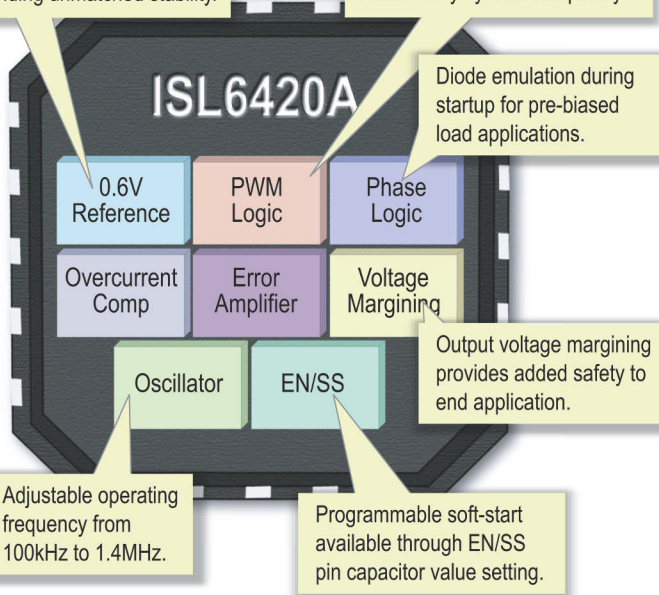 unmatched stability.
ISL6420A
Diode emulation during
startup for pre-biased
load applications.
0.6V
Reference
PWM
Logic
Phase
Logic
Overcurrent
Comp
Error
Amplifier
Voltage
Margining
Output voltage margining
provides added safety to
end application.
Oscillator
EN/SS
Adjustable operating
frequency from
100kHz to 1.4MHz.
Programmable soft-start
available through EN/SS
pin capacitor value setting.